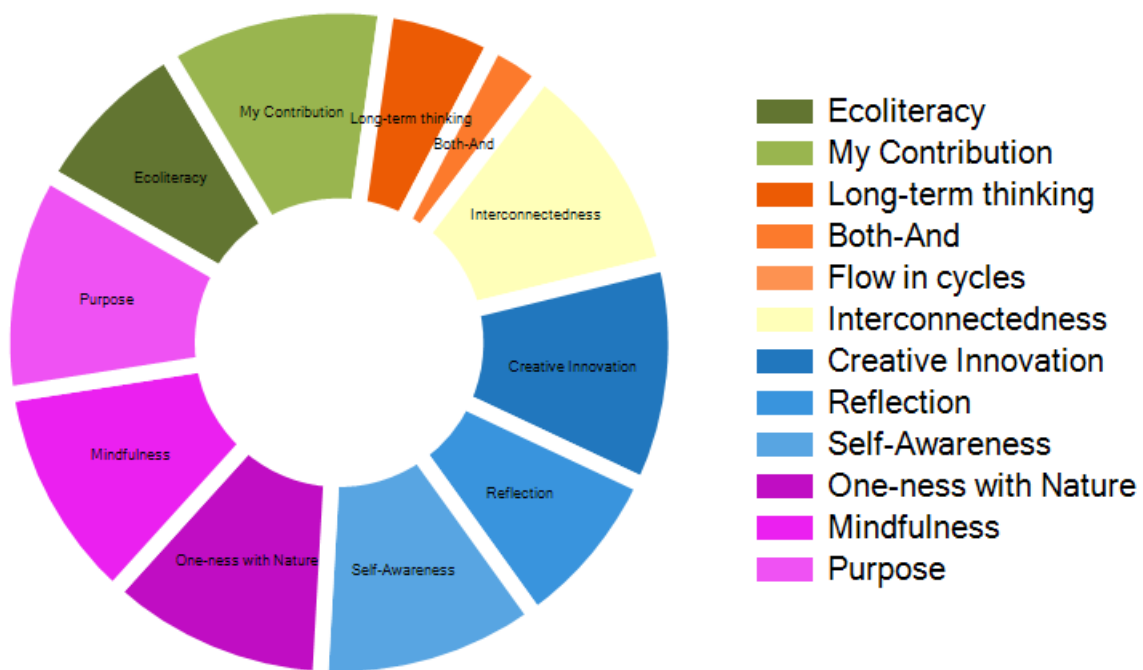 My Contribution
Long-term thinking
Both-And
Ecoliteracy
Interconnectedness
Purpose
Creative Innovation
Mindfulness
Reflection
One-ness with Nature
Self-Awareness
Ecoliteracy
My Contribution
Long-term thinking
Both-And
Flow in cycles
Interconnectedness
Creative Innovation
Reflection
Self-Awareness
One-ness with Nature
Mindfulness
Purpose